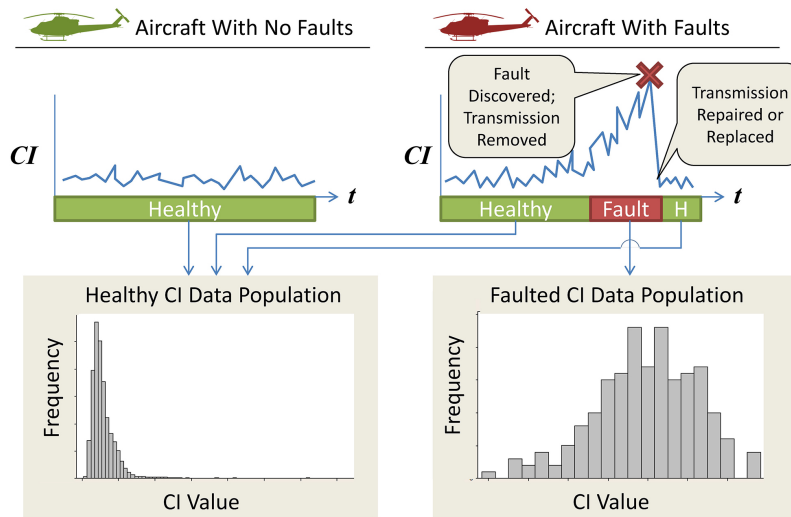 Aircraft With No Faults
Aircraft With Faults
Fault
Discovered;
Transmission
Removed
Transmission
Repaired or
Replaced
CI
t
Healthy
CI
t
Healthy
Fault
H
Healthy CI Data Population
Frequency
CI Value
Faulted CI Data Population
Frequency
CI Value